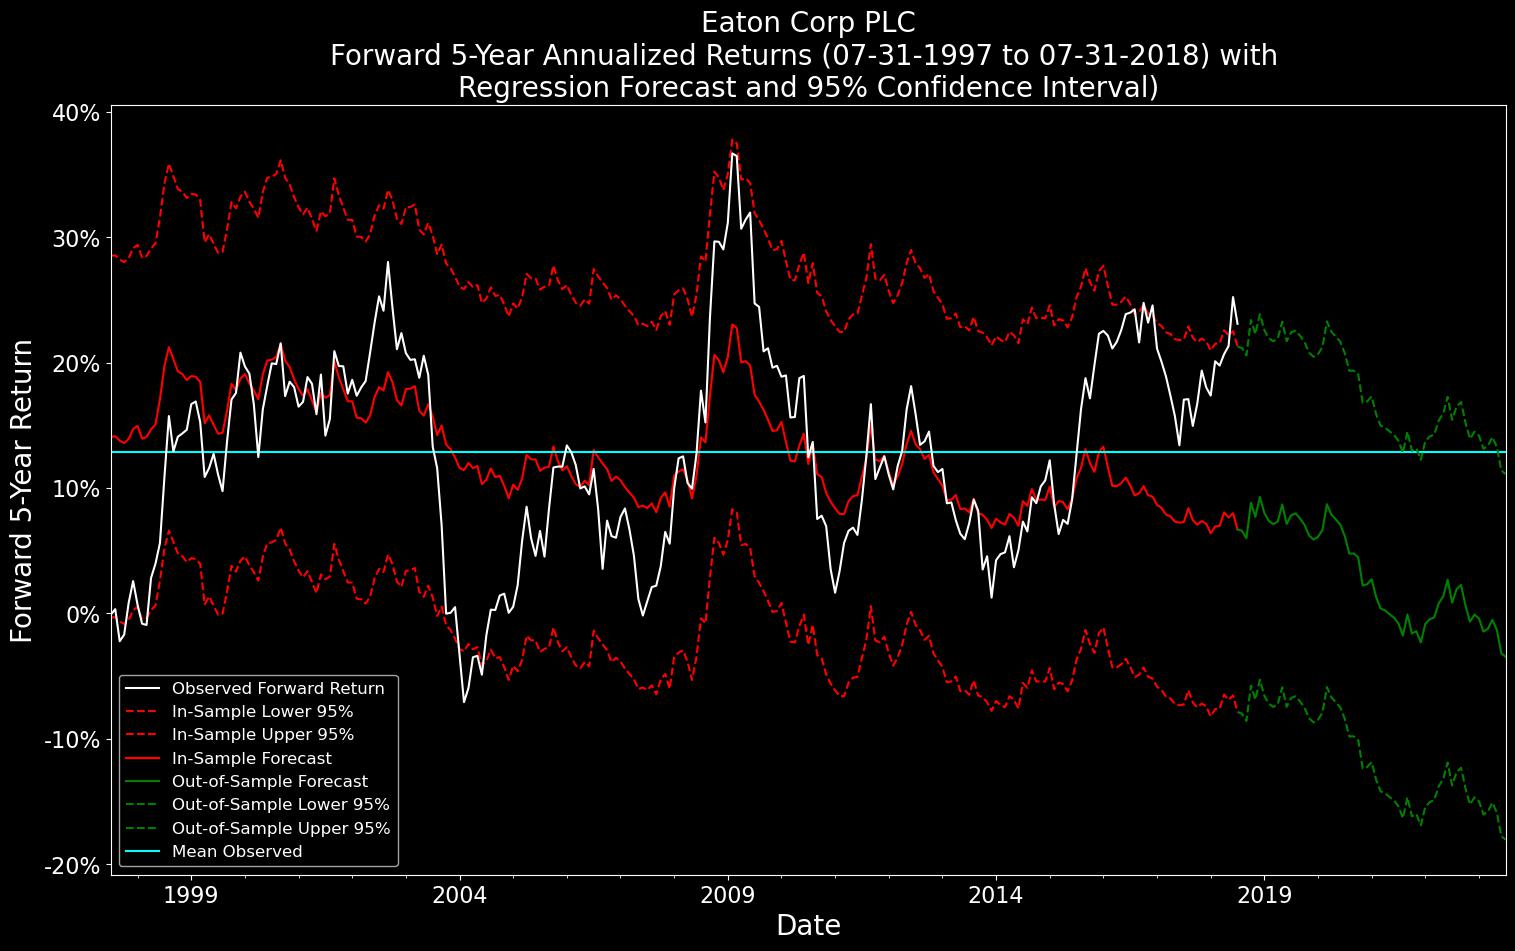 Eaton Corp PLC
Forward 5-Year Annualized Returns (07-31-1997 to 07-31-2018) with
Regression Forecast and 95% Confidence Interval)
Forward 5-Year Return
40%
30%
20%
10%
0%
-10%
-20%
Observed Forward Return
In-Sample Lower 95%
In-Sample Upper 95%
In-Sample Forecast
Out-of-Sample Forecast
Out-of-Sample Lower 95%
Out-of-Sample Upper 95%
Mean Observed
1999
2004
2009
2014
2019
Date